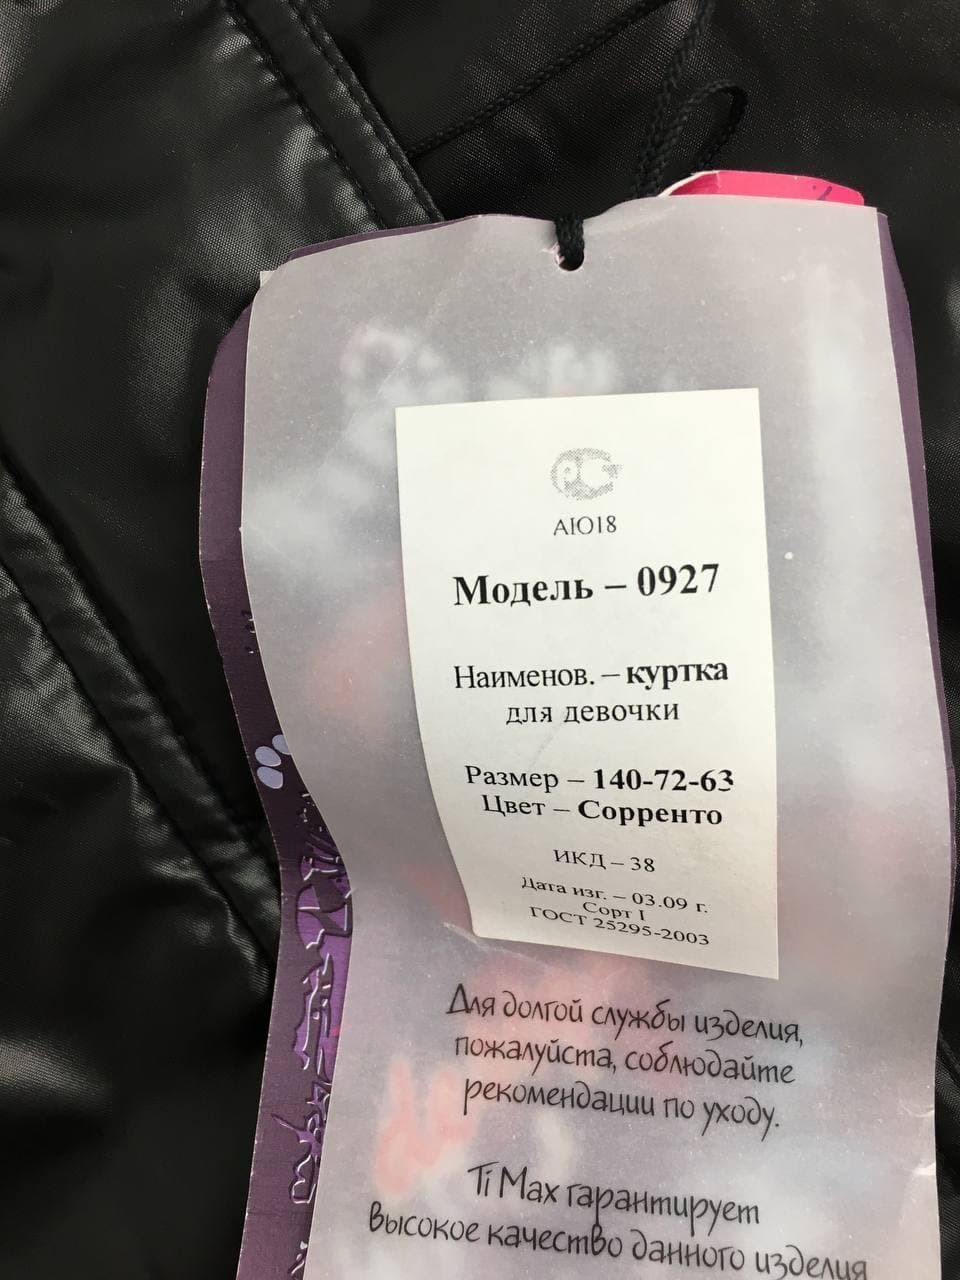 РСТ
АЮ18
Модель – 0927
Наименов. – куртка
для девочки
Размер – 140-72-63
Цвет – Сорренто
ИКД – 38
Дата изг. – 03.09 г.
Сорт I
ГОСТ 25295-2003
Для долгой службы изделия,
пожалуйста, соблюдайте
рекомендации по уходу.
Ti Max гарантирует
высокое качество данного изделия